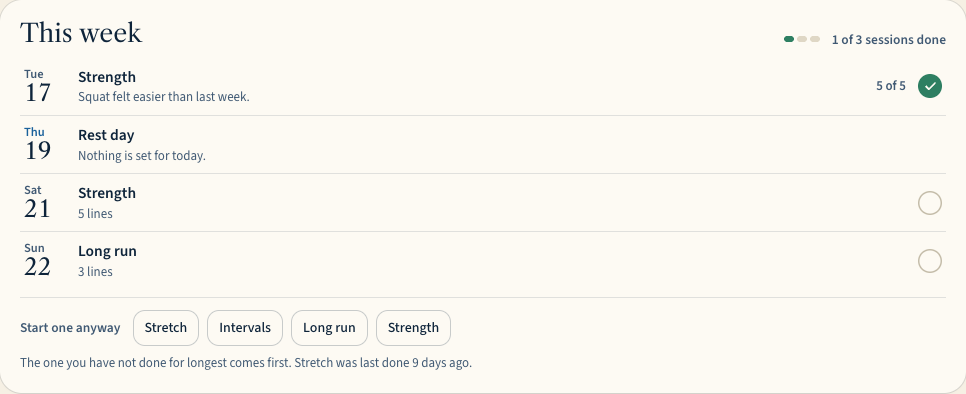 This week
1 of 3 sessions done
Tue
17
Strength
Squat felt easier than last week.
5 of 5
Thu
19
Rest day
Nothing is set for today.
Sat
21
Strength
5 lines
Sun
22
Long run
3 lines
Start one anyway
Stretch
Intervals
Long run
Strength
The one you have not done for longest comes first. Stretch was last done 9 days ago.